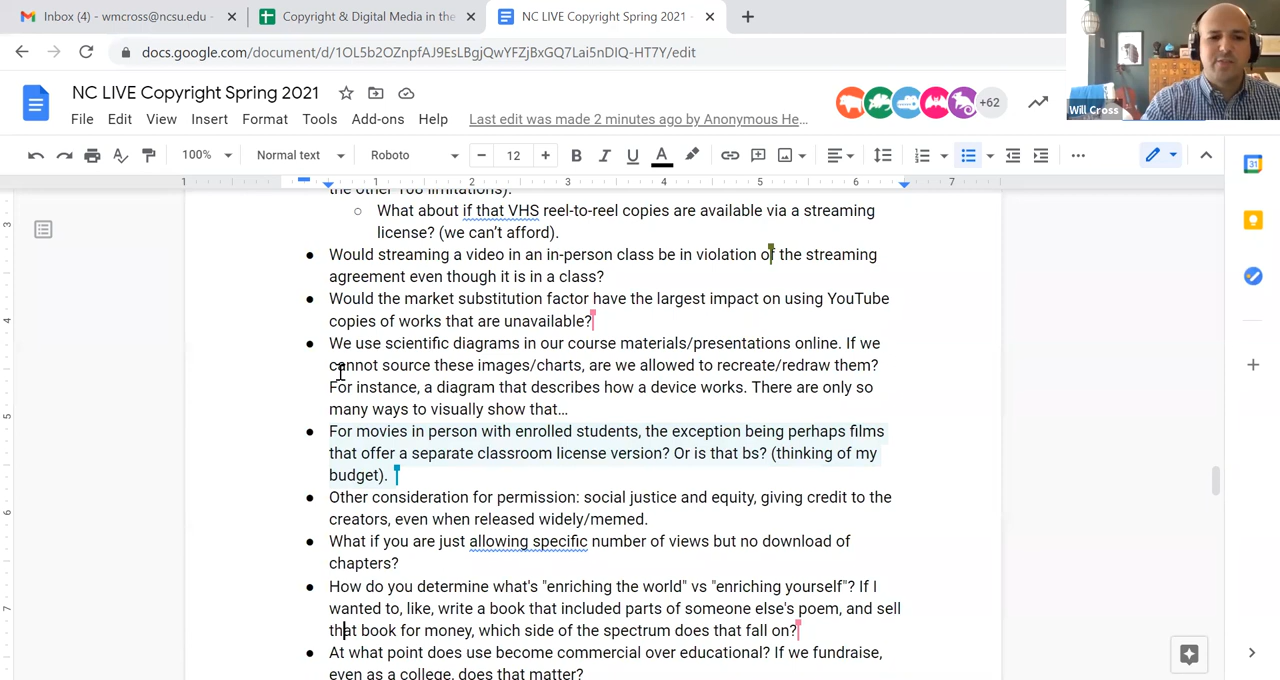 Inbox (4) - wmcross@ncsu.edu -
Copyright & Digital Media in the
NC LIVE Copyright Spring 2021 -
docs.google.com/document/d/1OL5b2OZnpfAJ9EsLBgjQwYFZjBSCQ7Lai5nDIQ-HT7Y/edit
Will Cross
NC LIVE Copyright Spring 2021
+62
File Edit View Insert Format Tools Help Last edit was made 2 minutes ago by Anonymous He...
100% Normal text Roboto - 12 + B I U A
1 1 2 3 4 5 6 7
What about if that VHS reel-to-reel copies are available via a streaming
license? (we can't afford).
Would streaming a video in an in-person class be in violation of the streaming
agreement even though it is in a class?
Would the market substitution factor have the largest impact on using YouTube
copies of works that are unavailable?
We use scientific diagrams in our course materials/presentations online. If we
cannot source these images/charts, are we allowed to recreate/redraw them?
For instance, a diagram that describes how a device works. There are only so
many ways to visually show that...
For movies in person with enrolled students, the exception being perhaps films
that offer a separate classroom license version? Or is that bs? (thinking of my
budget).
Other consideration for permission: social justice and equity, giving credit to the
creators, even when released widely/memed.
What if you are just allowing specific number of views but no download of
chapters?
How do you determine what's "enriching the world" vs "enriching yourself"? If I
wanted to, like, write a book that included parts of someone else's poem, and sell
that book for money, which side of the spectrum does that fall on?
At what point does use become commercial over educational? If we fundraise,
even as a college, does that matter?